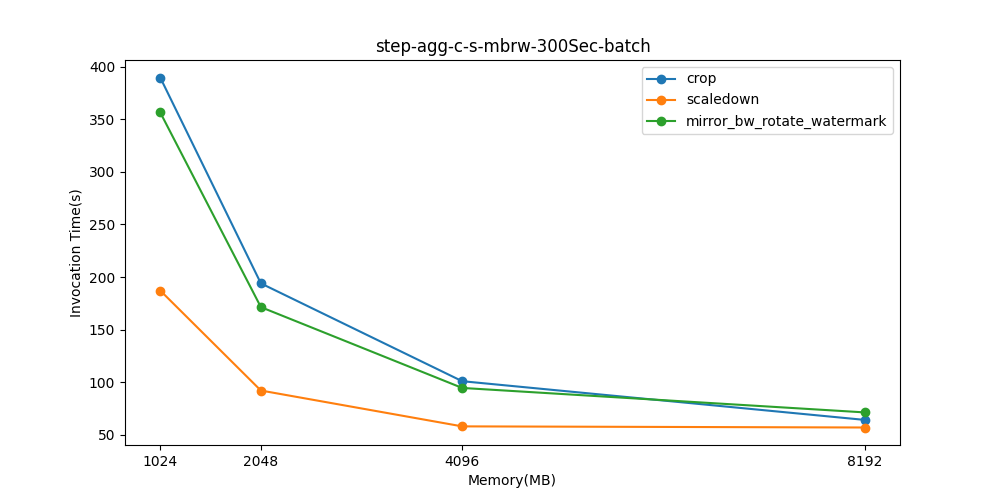 step-agg-c-s-mbrw-300Sec-batch
400
350
300
250
200
150
100
50
Invocation Time(s)
crop
scaledown
mirror_bw_rotate_watermark
1024
2048
4096
8192
Memory(MB)